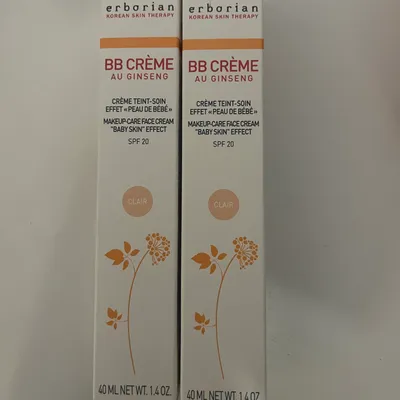 erborian
KOREAN SKIN THERAPY
BB CRÈME
AU GINSENG
CRÈME TEINT-SOIN
EFFET « PEAU DE BÉBÉ »
MAKEUP-CARE FACE CREAM
"BABY SKIN" EFFECT
SPF 20
CLAIR
40 ML NET WT. 1.4 OZ.
erborian
KOREAN SKIN THERAPY
BB CRÈME
AU GINSENG
CRÈME TEINT-SOIN
EFFET « PEAU DE BÉBÉ »
MAKEUP-CARE FACE CREAM
"BABY SKIN" EFFECT
SPF 20
CLAIR
40 ML NET WT. 1.4 OZ